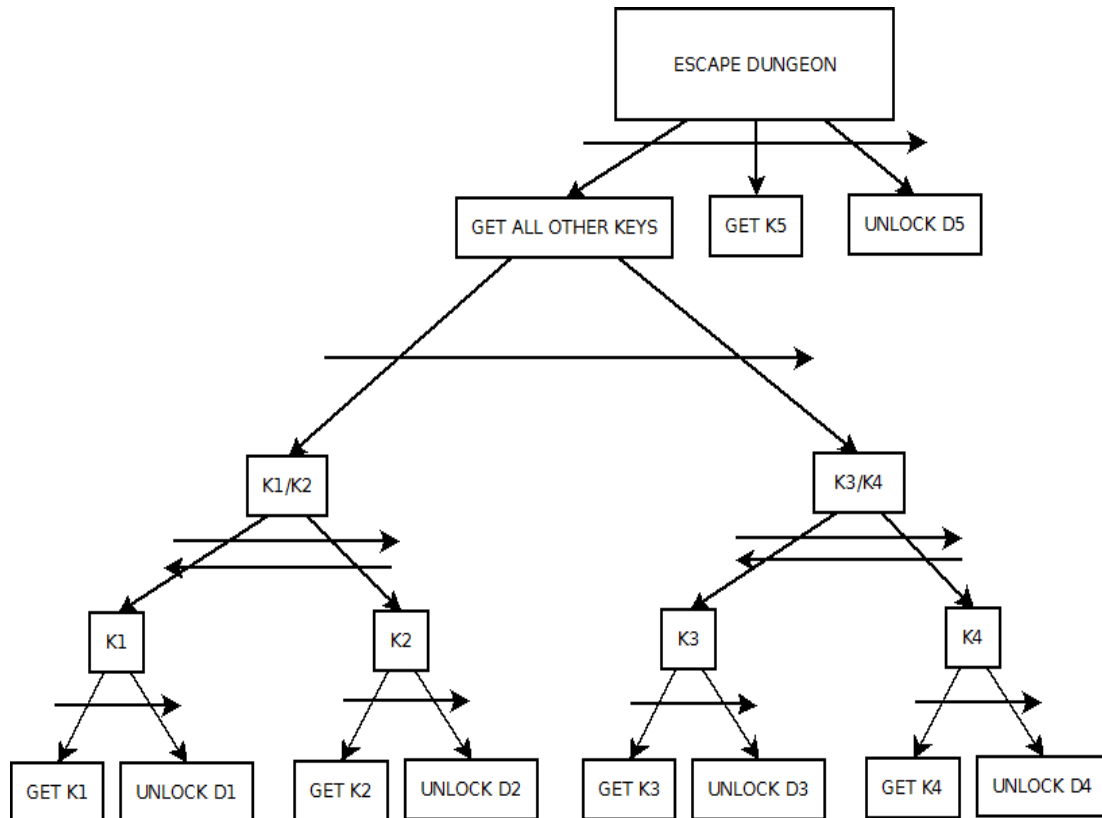 ESCAPE DUNGEON
GET ALL OTHER KEYS
GET K5
UNLOCK D5
K1/K2
K3/K4
K1
K2
K3
K4
GET K1
UNLOCK D1
GET K2
UNLOCK D2
GET K3
UNLOCK D3
GET K4
UNLOCK D4